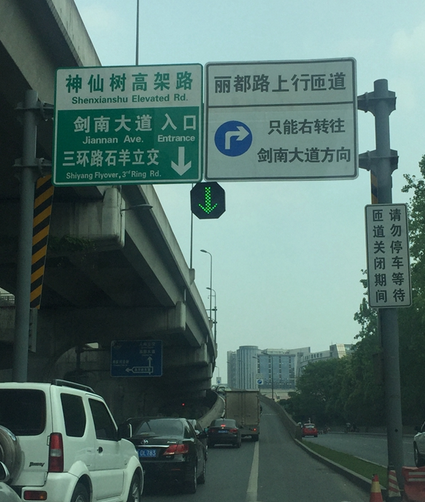 神仙树高架路
Shenxianshu Elevated Rd.
剑南大道 入口
Jiannan Ave. Entrance
三环路石羊立交
Shiyang Flyover, 3rd Ring Rd.
丽都路上行匝道
只能右转往
剑南大道方向
请勿停车等待
匝道关闭期间
Jimny